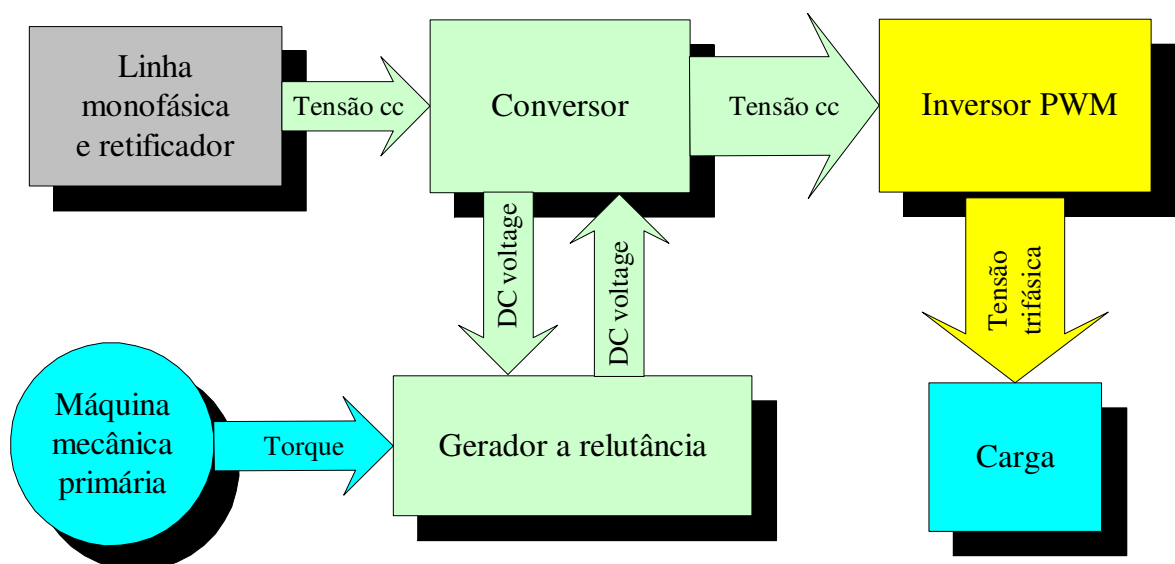 Linha
monofásica
e retificador
Tensão cc
Conversor
Tensão cc
Inversor PWM
DC voltage
DC voltage
Tensão
trifásica
Máquina
mecânica
primária
Torque
Gerador a relutância
Carga